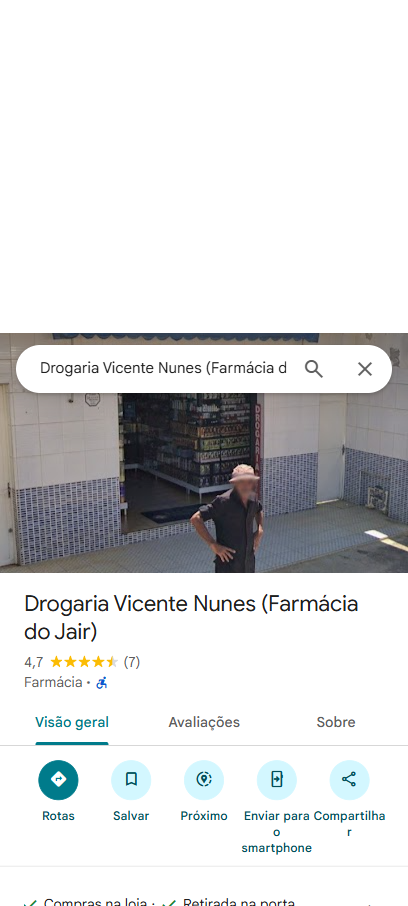 Drogaria Vicente Nunes (Farmácia d
DROGARIA
Drogaria Vicente Nunes (Farmácia
do Jair)
4,7 (7)
Farmácia ·
Visão geral Avaliações Sobre
Rotas Salvar Próximo Enviar para o smartphone Compartilhar
Compras na loja · Retirada na porta